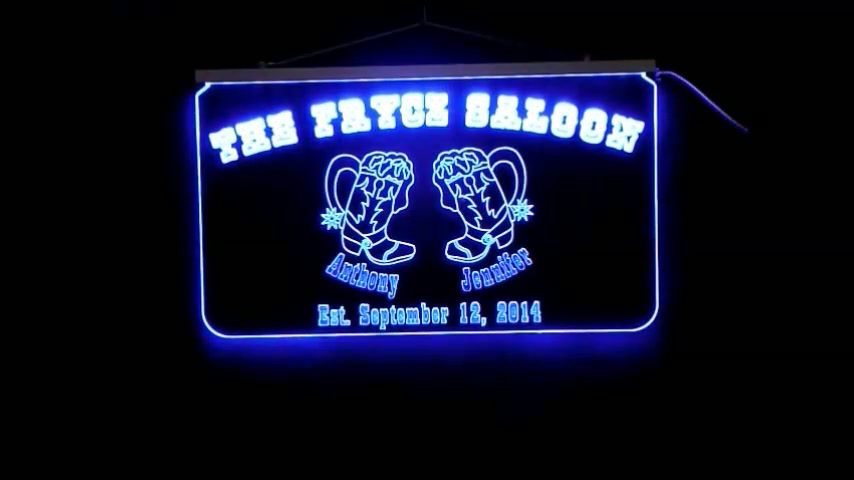 THE FRYCE SALOON
Anthony Jennifer
Est. September 12, 2014